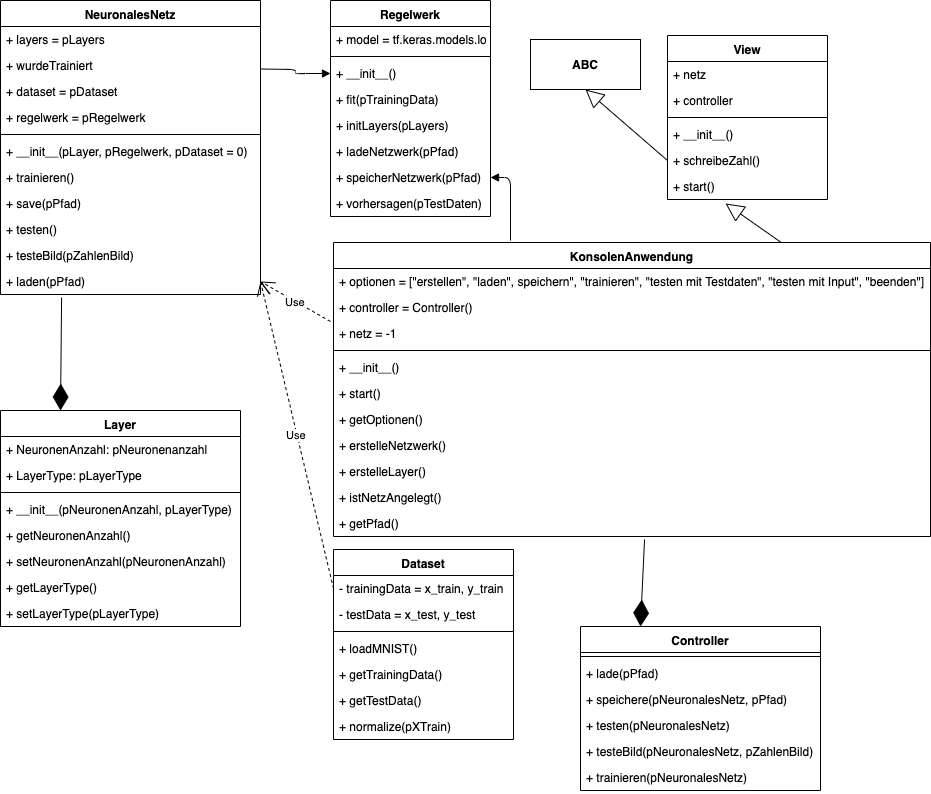 NeuronalesNetz
+ layers = pLayers
+ wurdeTrainiert
+ dataset = pDataset
+ regelwerk = pRegelwerk
+ __init__(pLayer, pRegelwerk, pDataset = 0)
+ trainieren()
+ save(pPfad)
+ testen()
+ testeBild(pZahlenBild)
+ laden(pPfad)
Regelwerk
+ model = tf.keras.models.lo
+ __init__()
+ fit(pTrainingData)
+ initLayers(pLayers)
+ ladeNetzwerk(pPfad)
+ speicherNetzwerk(pPfad)
+ vorhersagen(pTestDaten)
ABC
View
+ netz
+ controller
+ __init__()
+ schreibeZahl()
+ start()
KonsolenAnwendung
+ optionen = ["erstellen", "laden", speichern", "trainieren", "testen mit Testdaten", "testen mit Input", "beenden"]
+ controller = Controller()
+ netz = -1
+ __init__()
+ start()
+ getOptionen()
+ erstelleNetzwerk()
+ erstelleLayer()
+ istNetzAngelegt()
+ getPfad()
Use
Use
Layer
+ NeuronenAnzahl: pNeuronenanzahl
+ LayerType: pLayerType
+ __init__(pNeuronenAnzahl, pLayerType)
+ getNeuronenAnzahl()
+ setNeuronenAnzahl(pNeuronenAnzahl)
+ getLayerType()
+ setLayerType(pLayerType)
Dataset
- trainingData = x_train, y_train
- testData = x_test, y_test
+ loadMNIST()
+ getTrainingData()
+ getTestData()
+ normalize(pXTrain)
Controller
+ lade(pPfad)
+ speichere(pNeuronalesNetz, pPfad)
+ testen(pNeuronalesNetz)
+ testeBild(pNeuronalesNetz, pZahlenBild)
+ trainieren(pNeuronalesNetz)